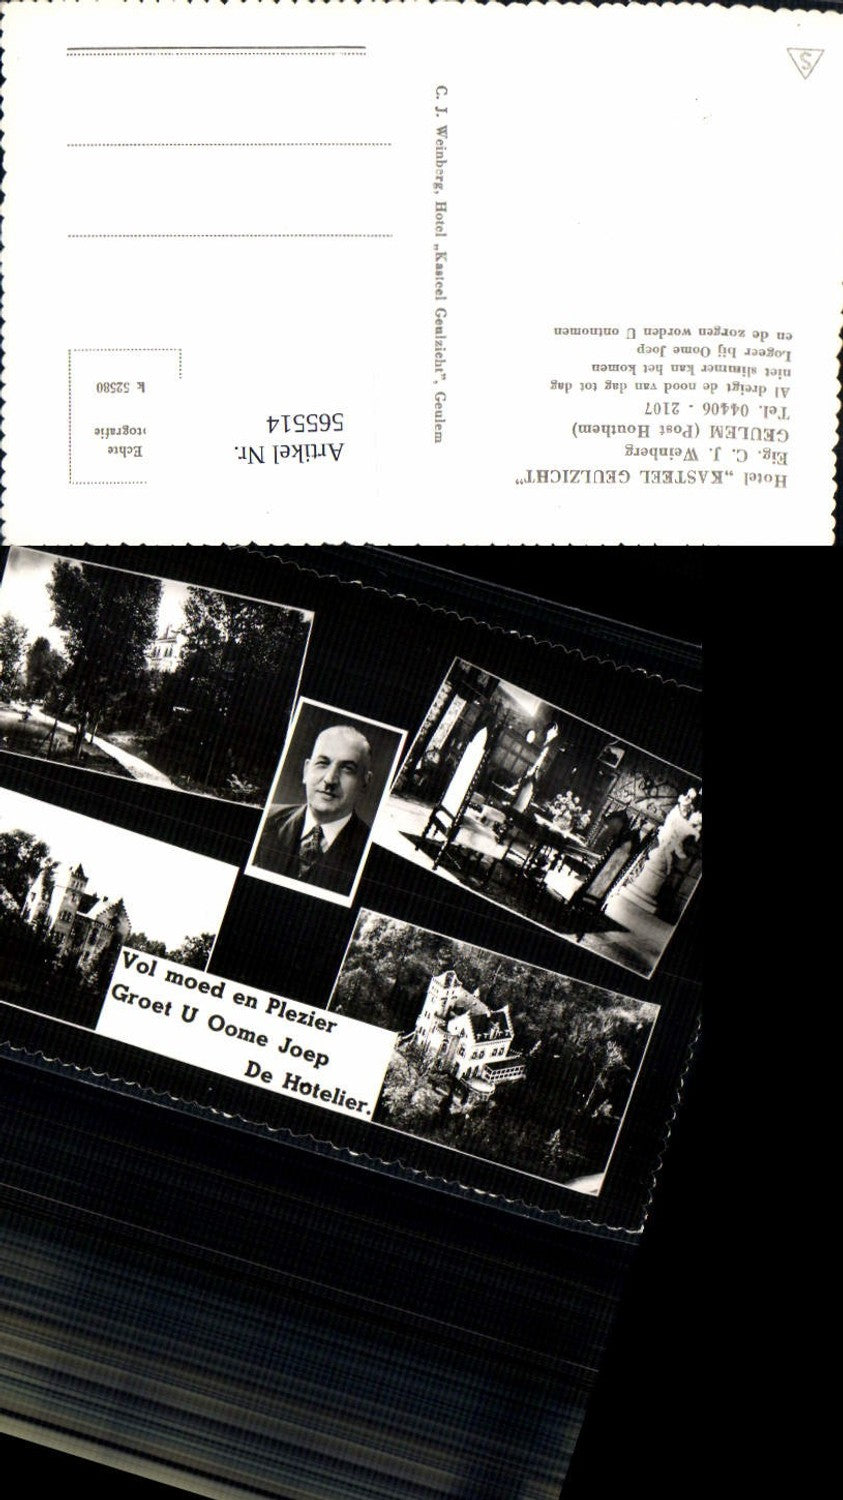 Hotel „KASTEEL GEULZICHT”
Eig. C. J. Weinberg
GEULEM (Post Houthem)
Tel. 04406 - 2107
Al dreigt de nood van dag tot dag
niet slimmer kan het komen
Logeer bij Oome Joep
en de zorgen worden U ontnomen
C. J. Weinberg, Hotel „Kasteel Geulzicht”, Geulem
Artikel Nr.
565514
Echte
tografie
k 52580
S
Vol moed en Plezier
Groet U Oome Joep
De Hotelier.